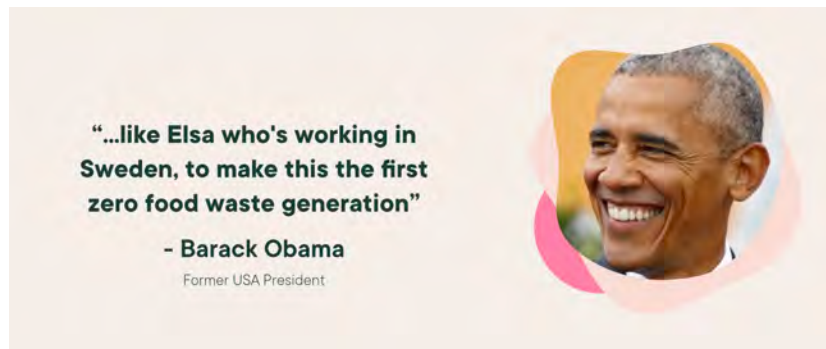 “...like Elsa who's working in
Sweden, to make this the first
zero food waste generation”
- Barack Obama
Former USA President